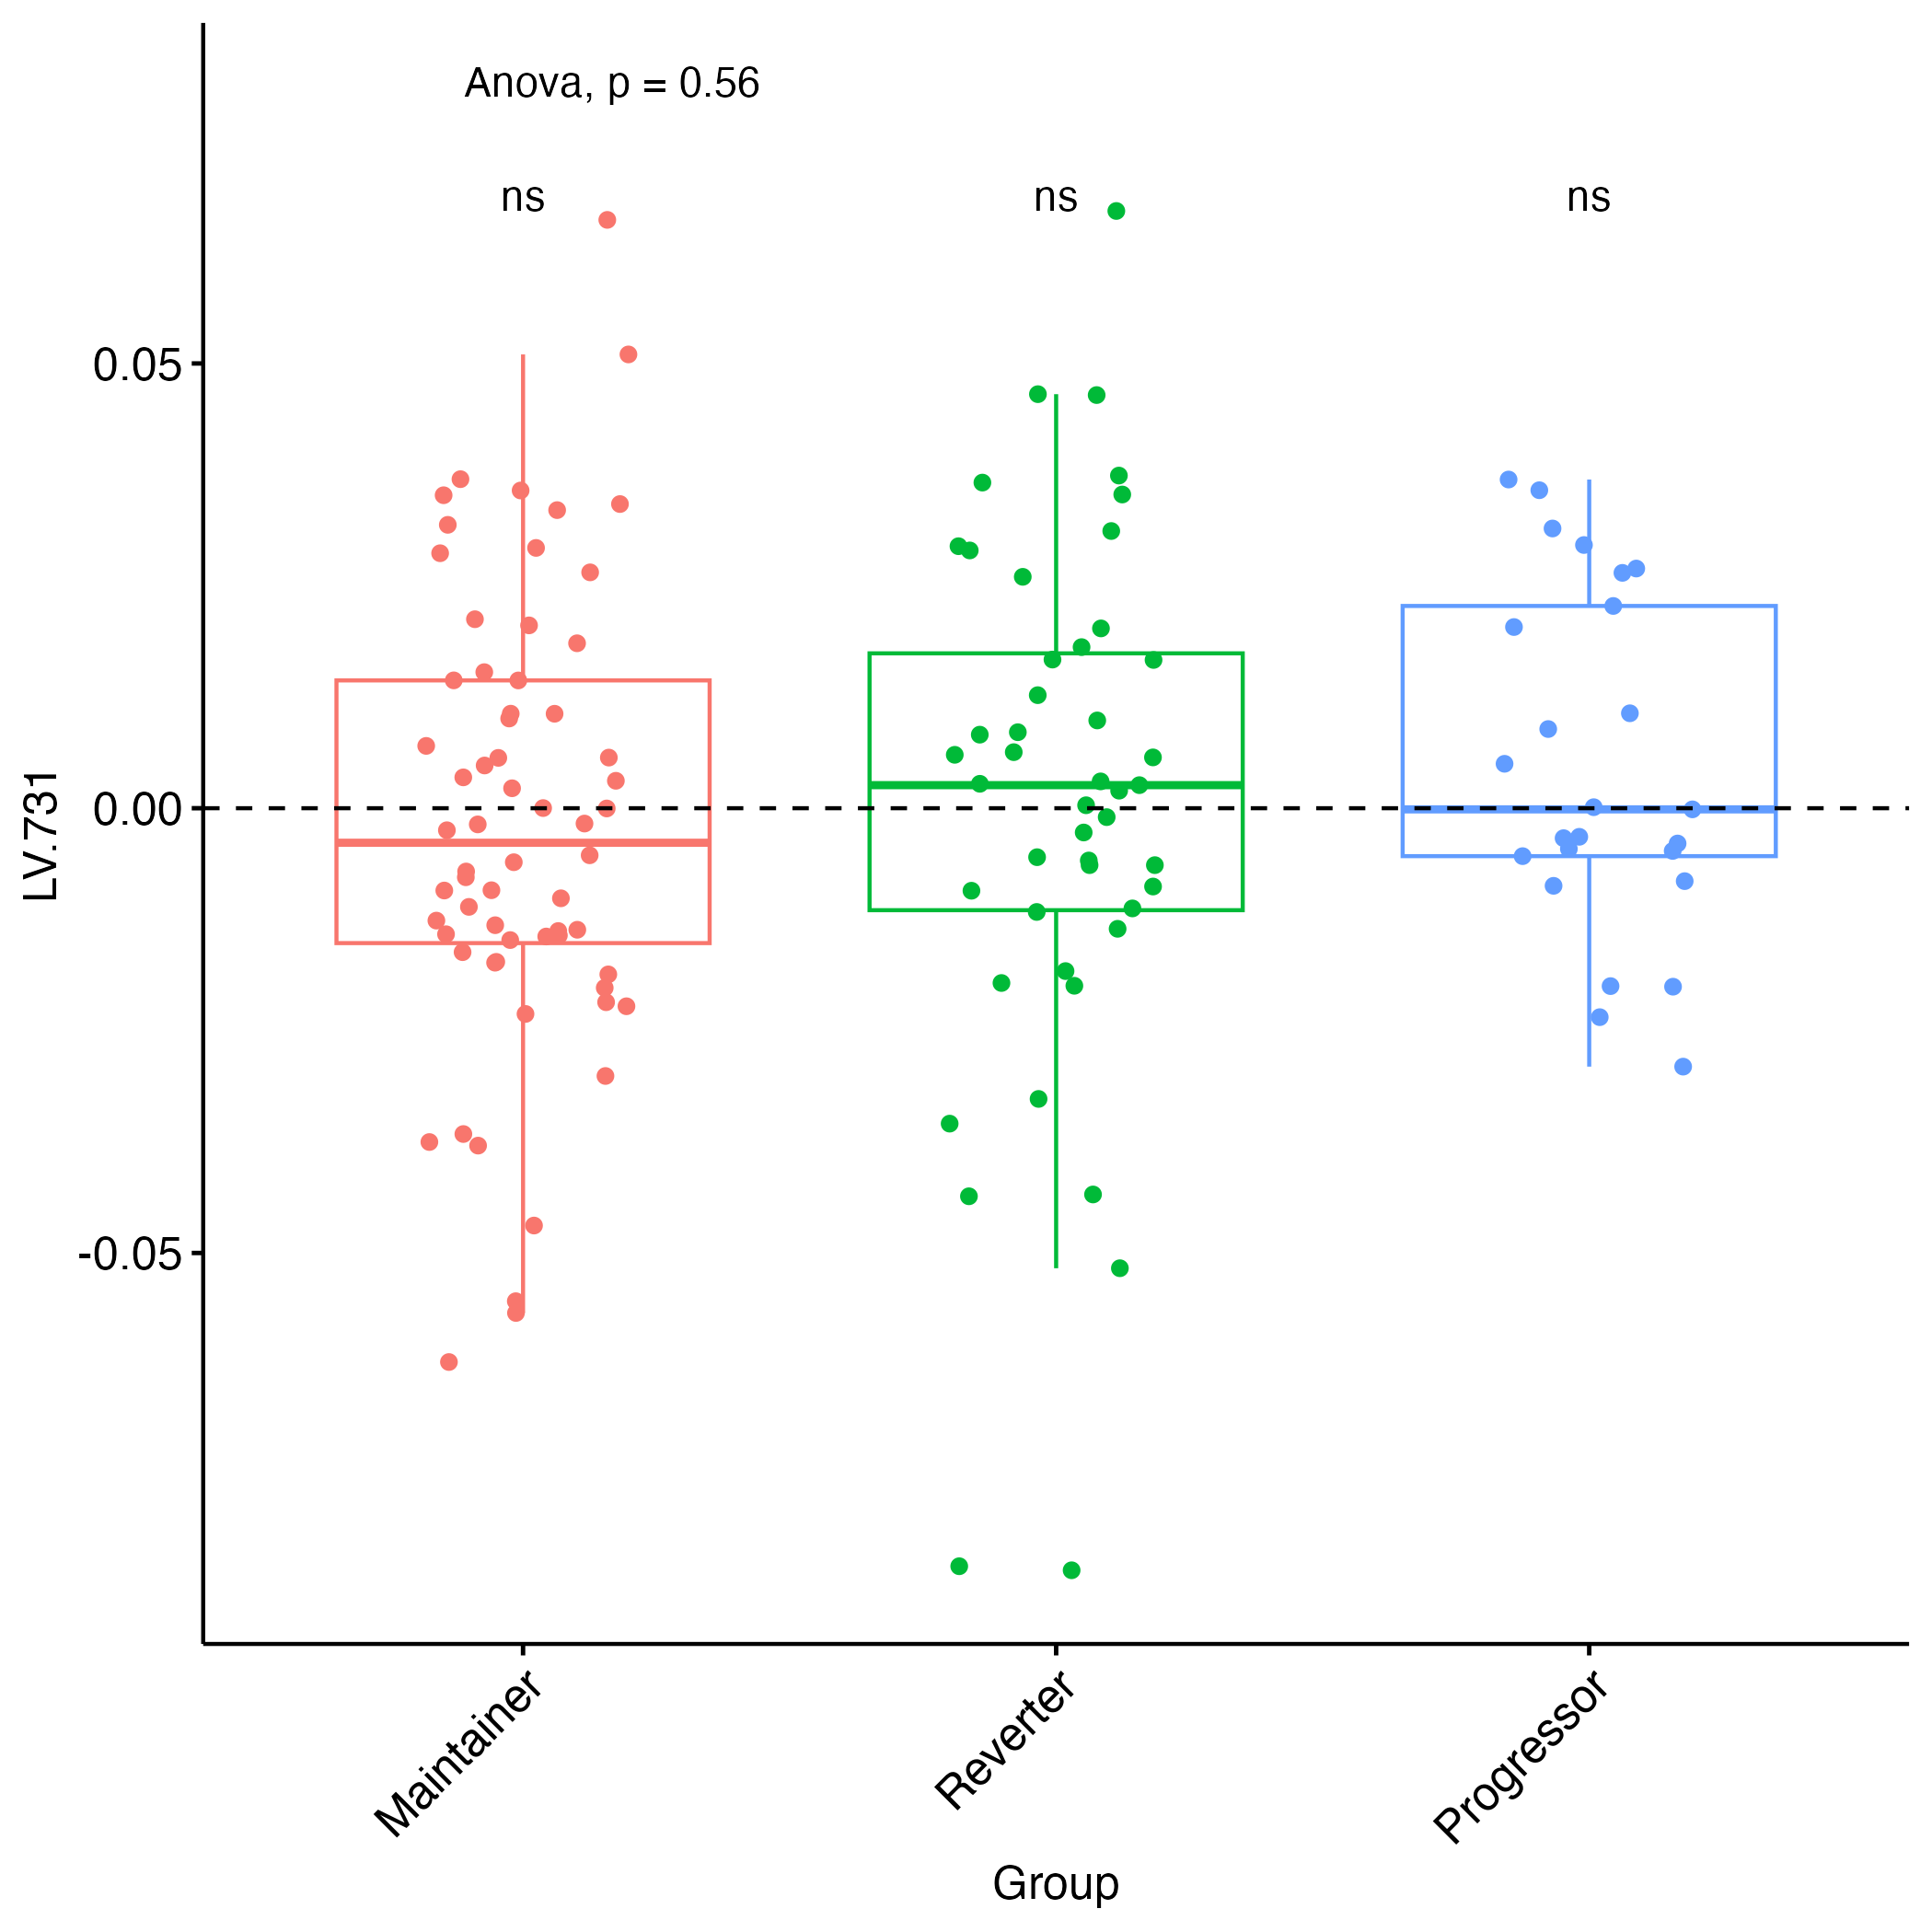 Anova, p = 0.56
ns ns ns
0.05
0.00
-0.05
LV.731
Maintainer Reverter Progressor
Group